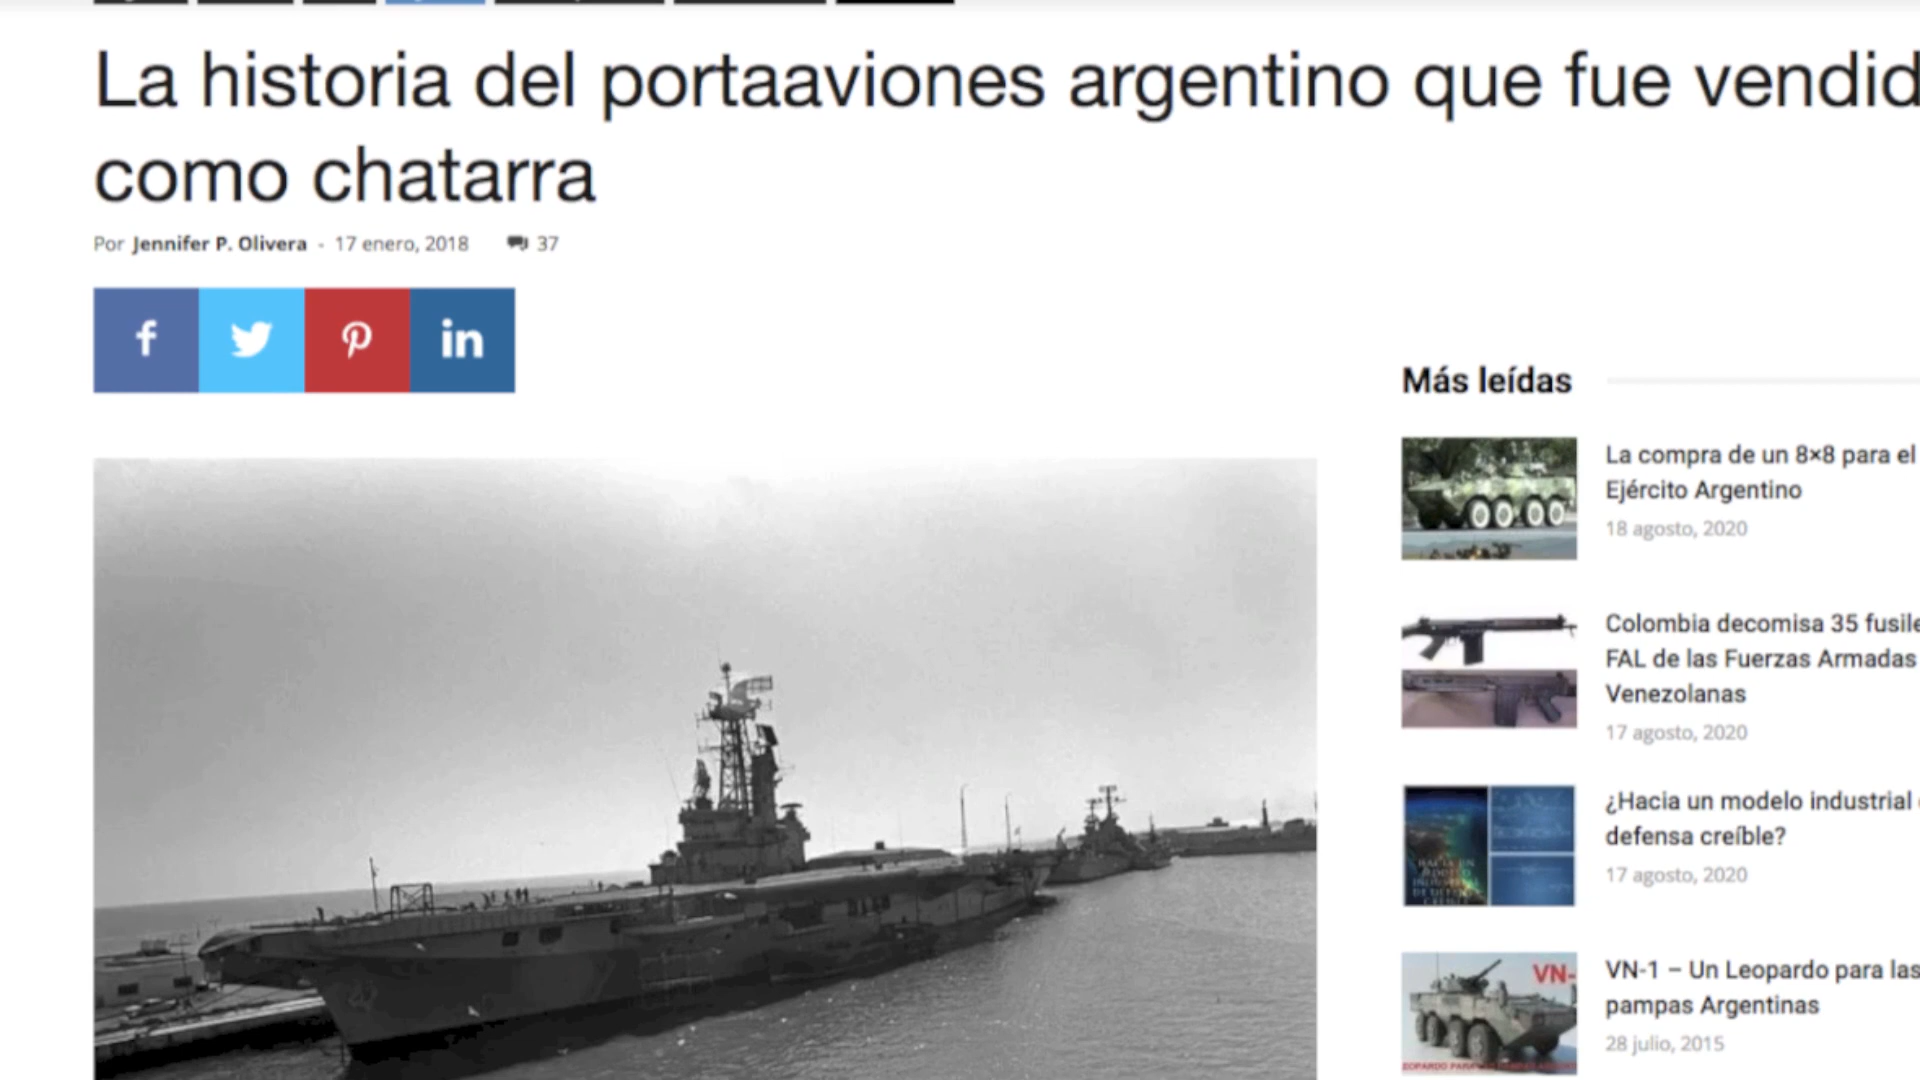 La historia del portaaviones argentino que fue vendid
como chatarra
Por Jennifer P. Olivera - 17 enero, 2018 37
f in
Más leídas
La compra de un 8×8 para el
Ejército Argentino
18 agosto, 2020
Colombia decomisa 35 fusile
FAL de las Fuerzas Armadas
Venezolanas
17 agosto, 2020
¿Hacia un modelo industrial
defensa creíble?
17 agosto, 2020
VN-
VN-1 – Un Leopardo para las
pampas Argentinas
28 julio, 2015